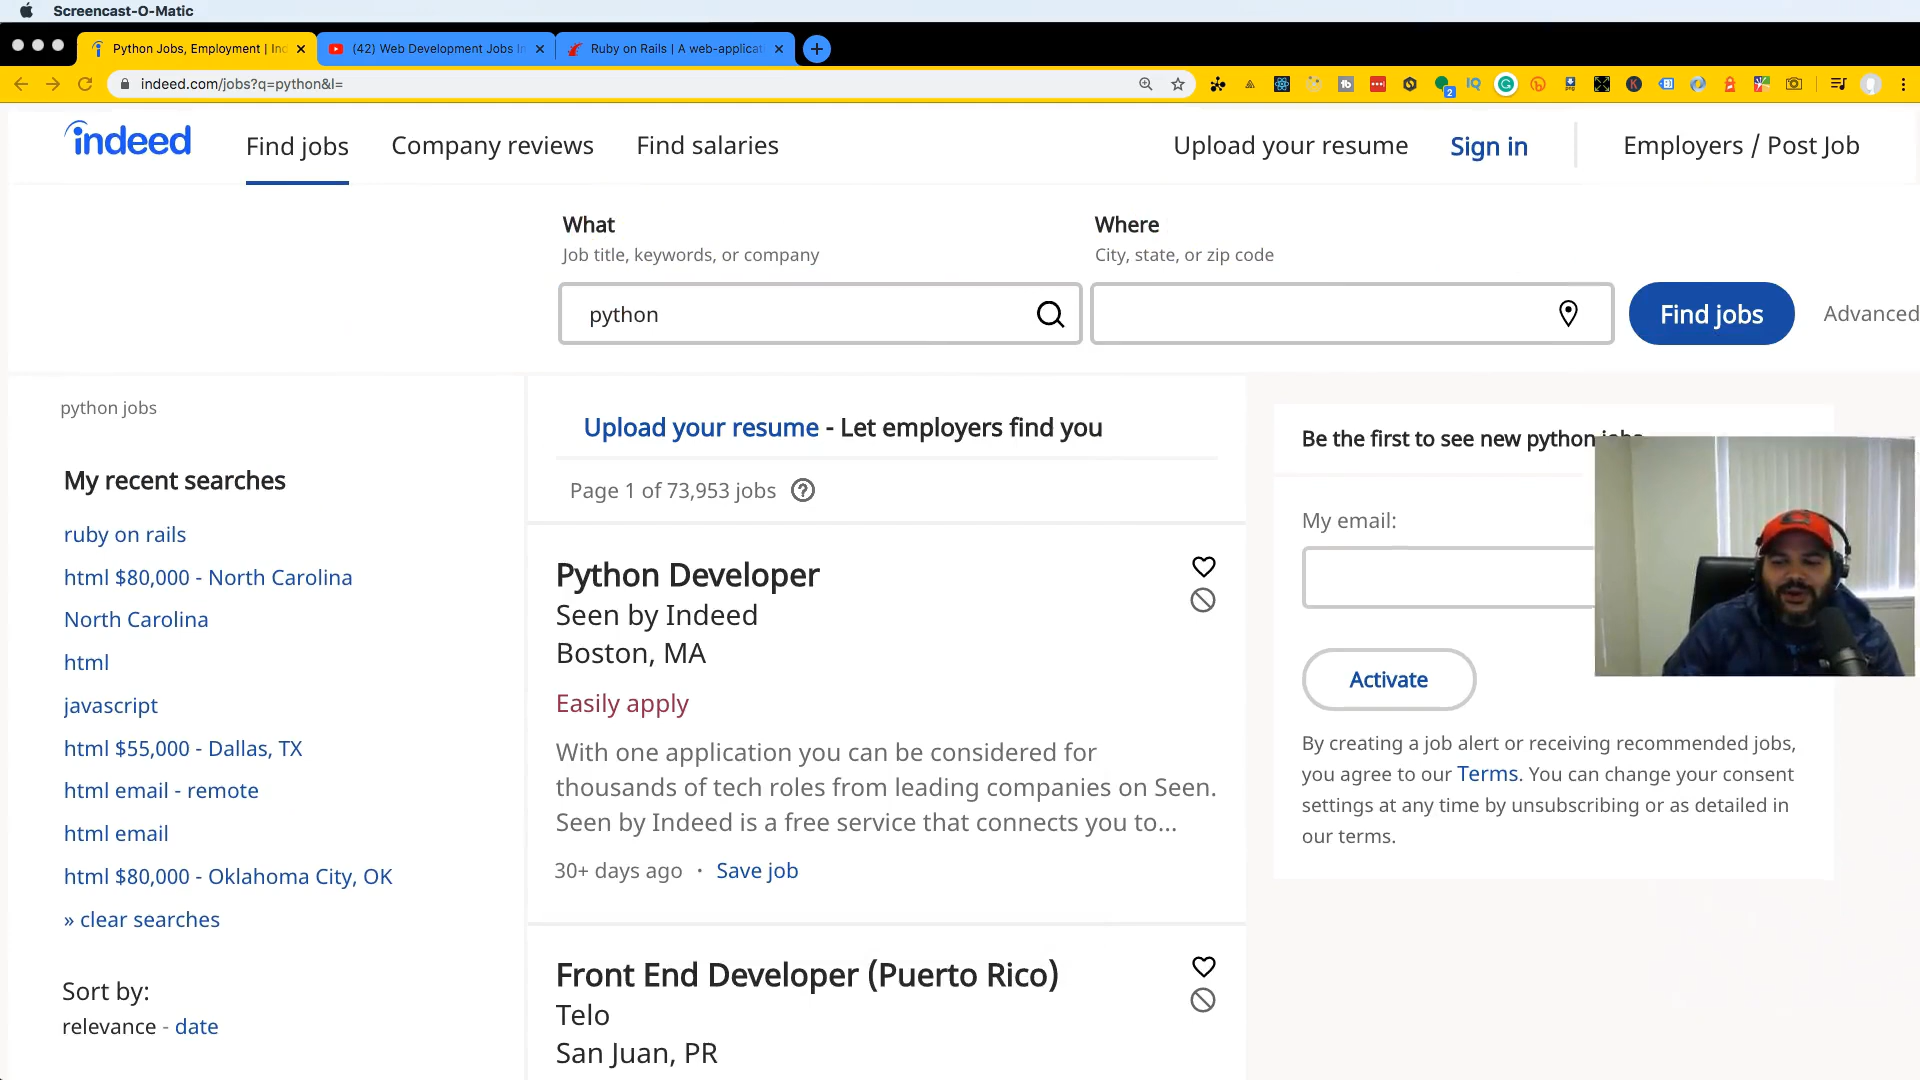 Screencast-O-Matic
Python Jobs, Employment | Ind
(42) Web Development Jobs In
Ruby on Rails | A web-applicat
indeed.com/jobs?q=python&l=
indeed
Find jobs
Company reviews
Find salaries
Upload your resume
Sign in
Employers / Post Job
What
Job title, keywords, or company
python
Where
City, state, or zip code
Find jobs
Advanced
python jobs
My recent searches
ruby on rails
html $80,000 - North Carolina
North Carolina
html
javascript
html $55,000 - Dallas, TX
html email - remote
html email
html $80,000 - Oklahoma City, OK
» clear searches
Sort by:
relevance - date
Upload your resume - Let employers find you
Page 1 of 73,953 jobs
Python Developer
Seen by Indeed
Boston, MA
Easily apply
With one application you can be considered for
thousands of tech roles from leading companies on Seen.
Seen by Indeed is a free service that connects you to...
30+ days ago · Save job
Front End Developer (Puerto Rico)
Telo
San Juan, PR
Be the first to see new python jobs
My email:
Activate
By creating a job alert or receiving recommended jobs,
you agree to our Terms. You can change your consent
settings at any time by unsubscribing or as detailed in
our terms.